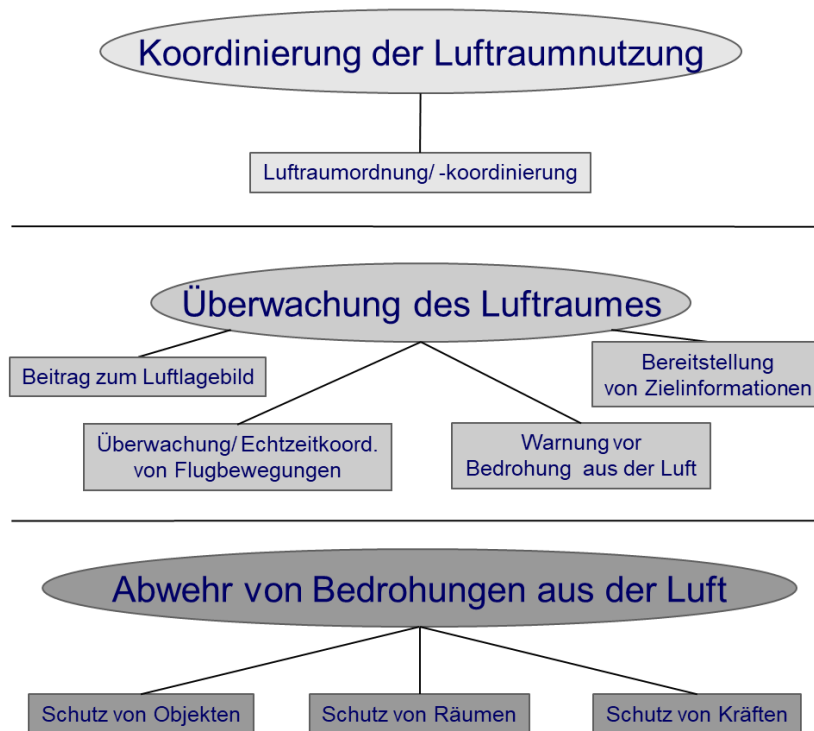 Koordinierung der Luftraumnutzung
Luftraumordnung/ -koordinierung
Überwachung des Luftraumes
Beitrag zum Luftlagebild
Bereitstellung
von Zielinformationen
Überwachung/ Echtzeitkoord.
von Flugbewegungen
Warnung vor
Bedrohung aus der Luft
Abwehr von Bedrohungen aus der Luft
Schutz von Objekten
Schutz von Räumen
Schutz von Kräften